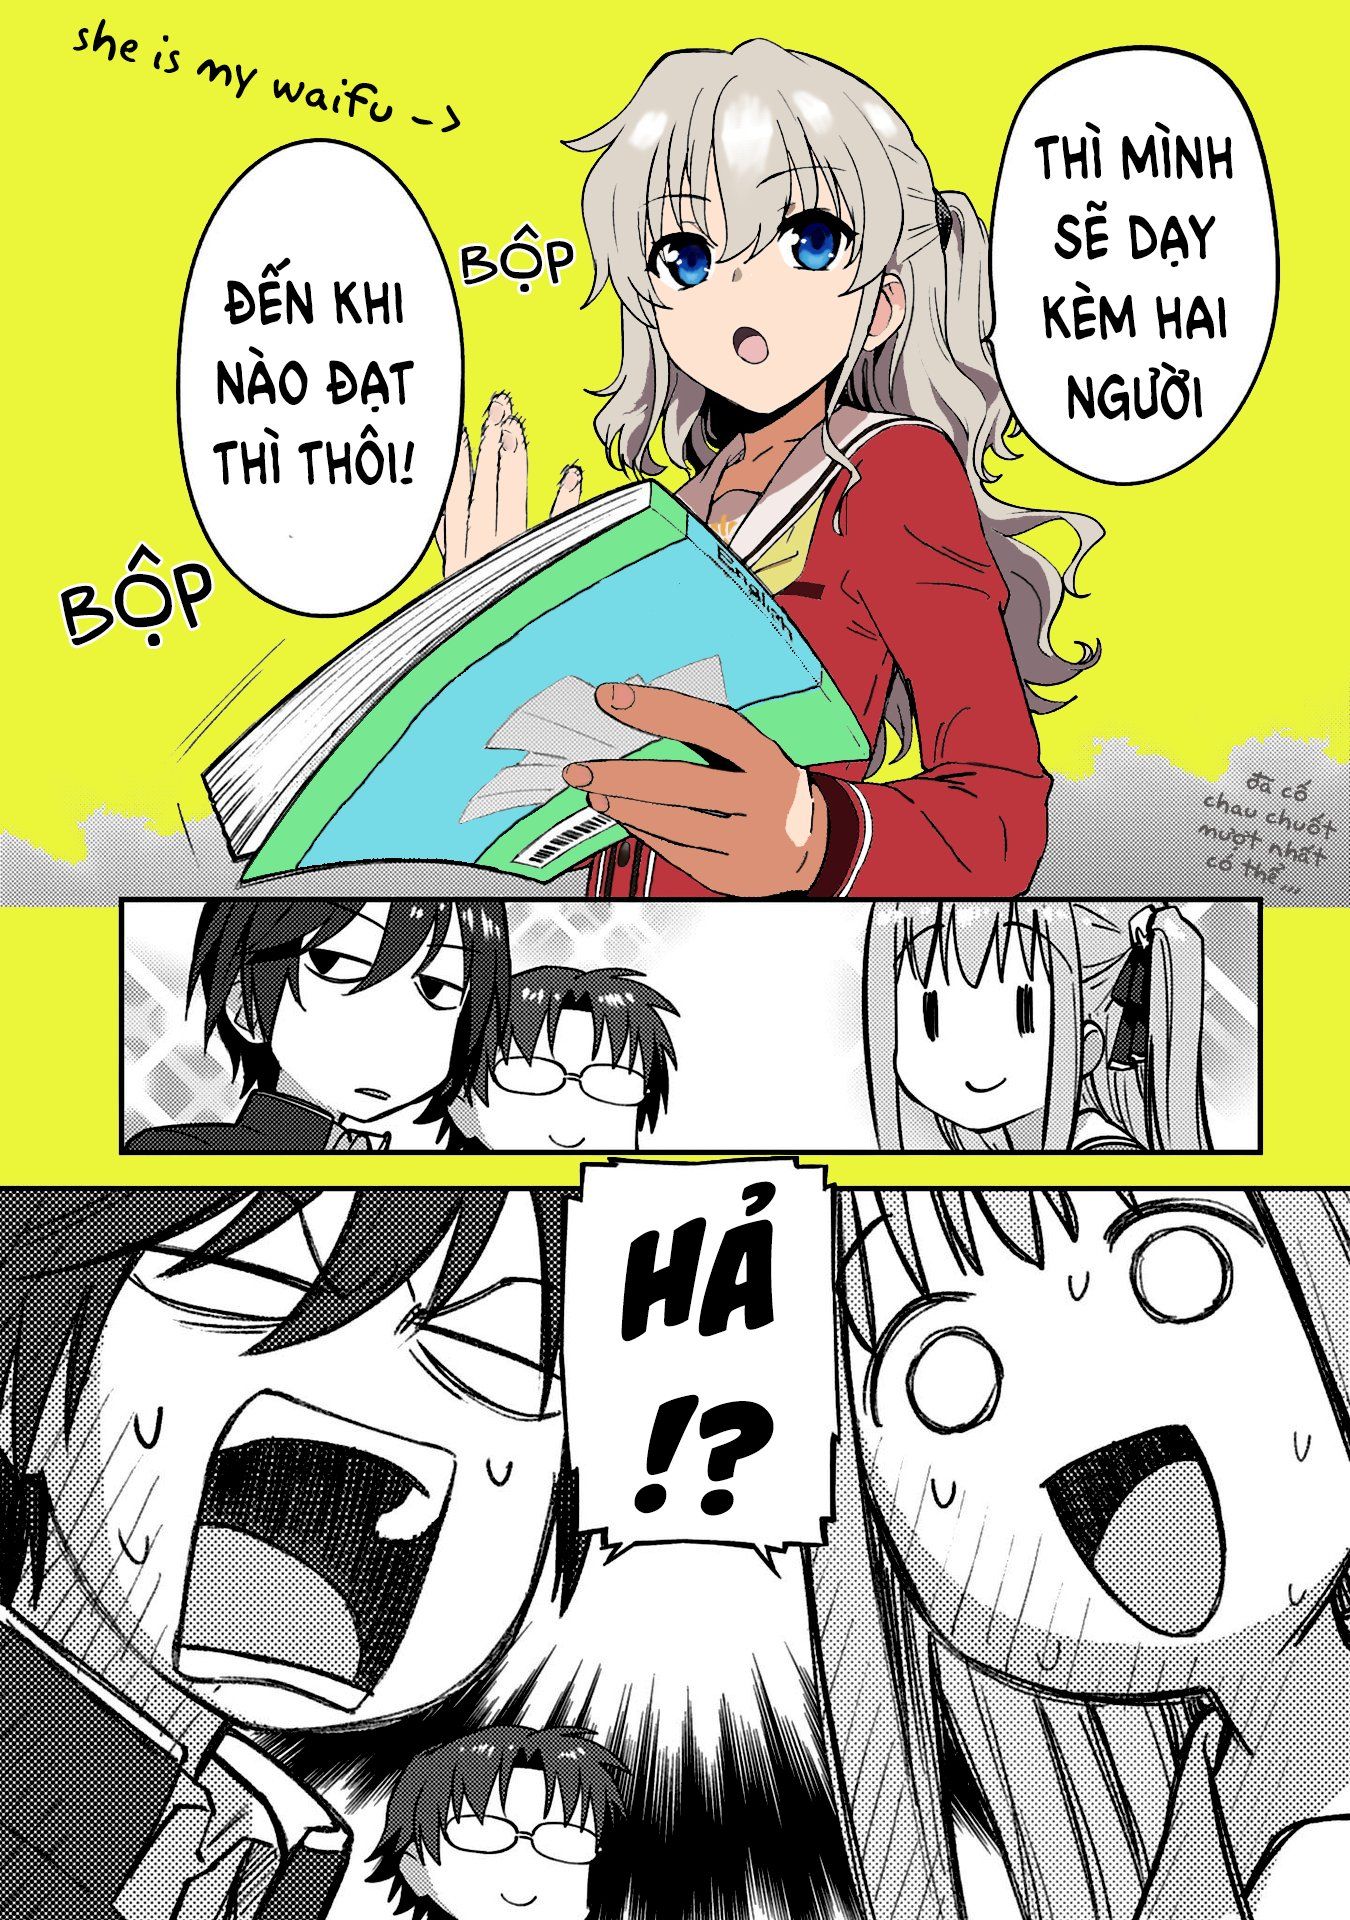 she is my waifu ->
THÌ MÌNH
SẼ DẠY
KÈM HAI
NGƯỜI
BỘP
ĐẾN KHI
NÀO ĐẠT
THÌ THÔI!
BỘP
English
đã cố
chau chuốt
mượt nhất
có thể...
HẢ
!?